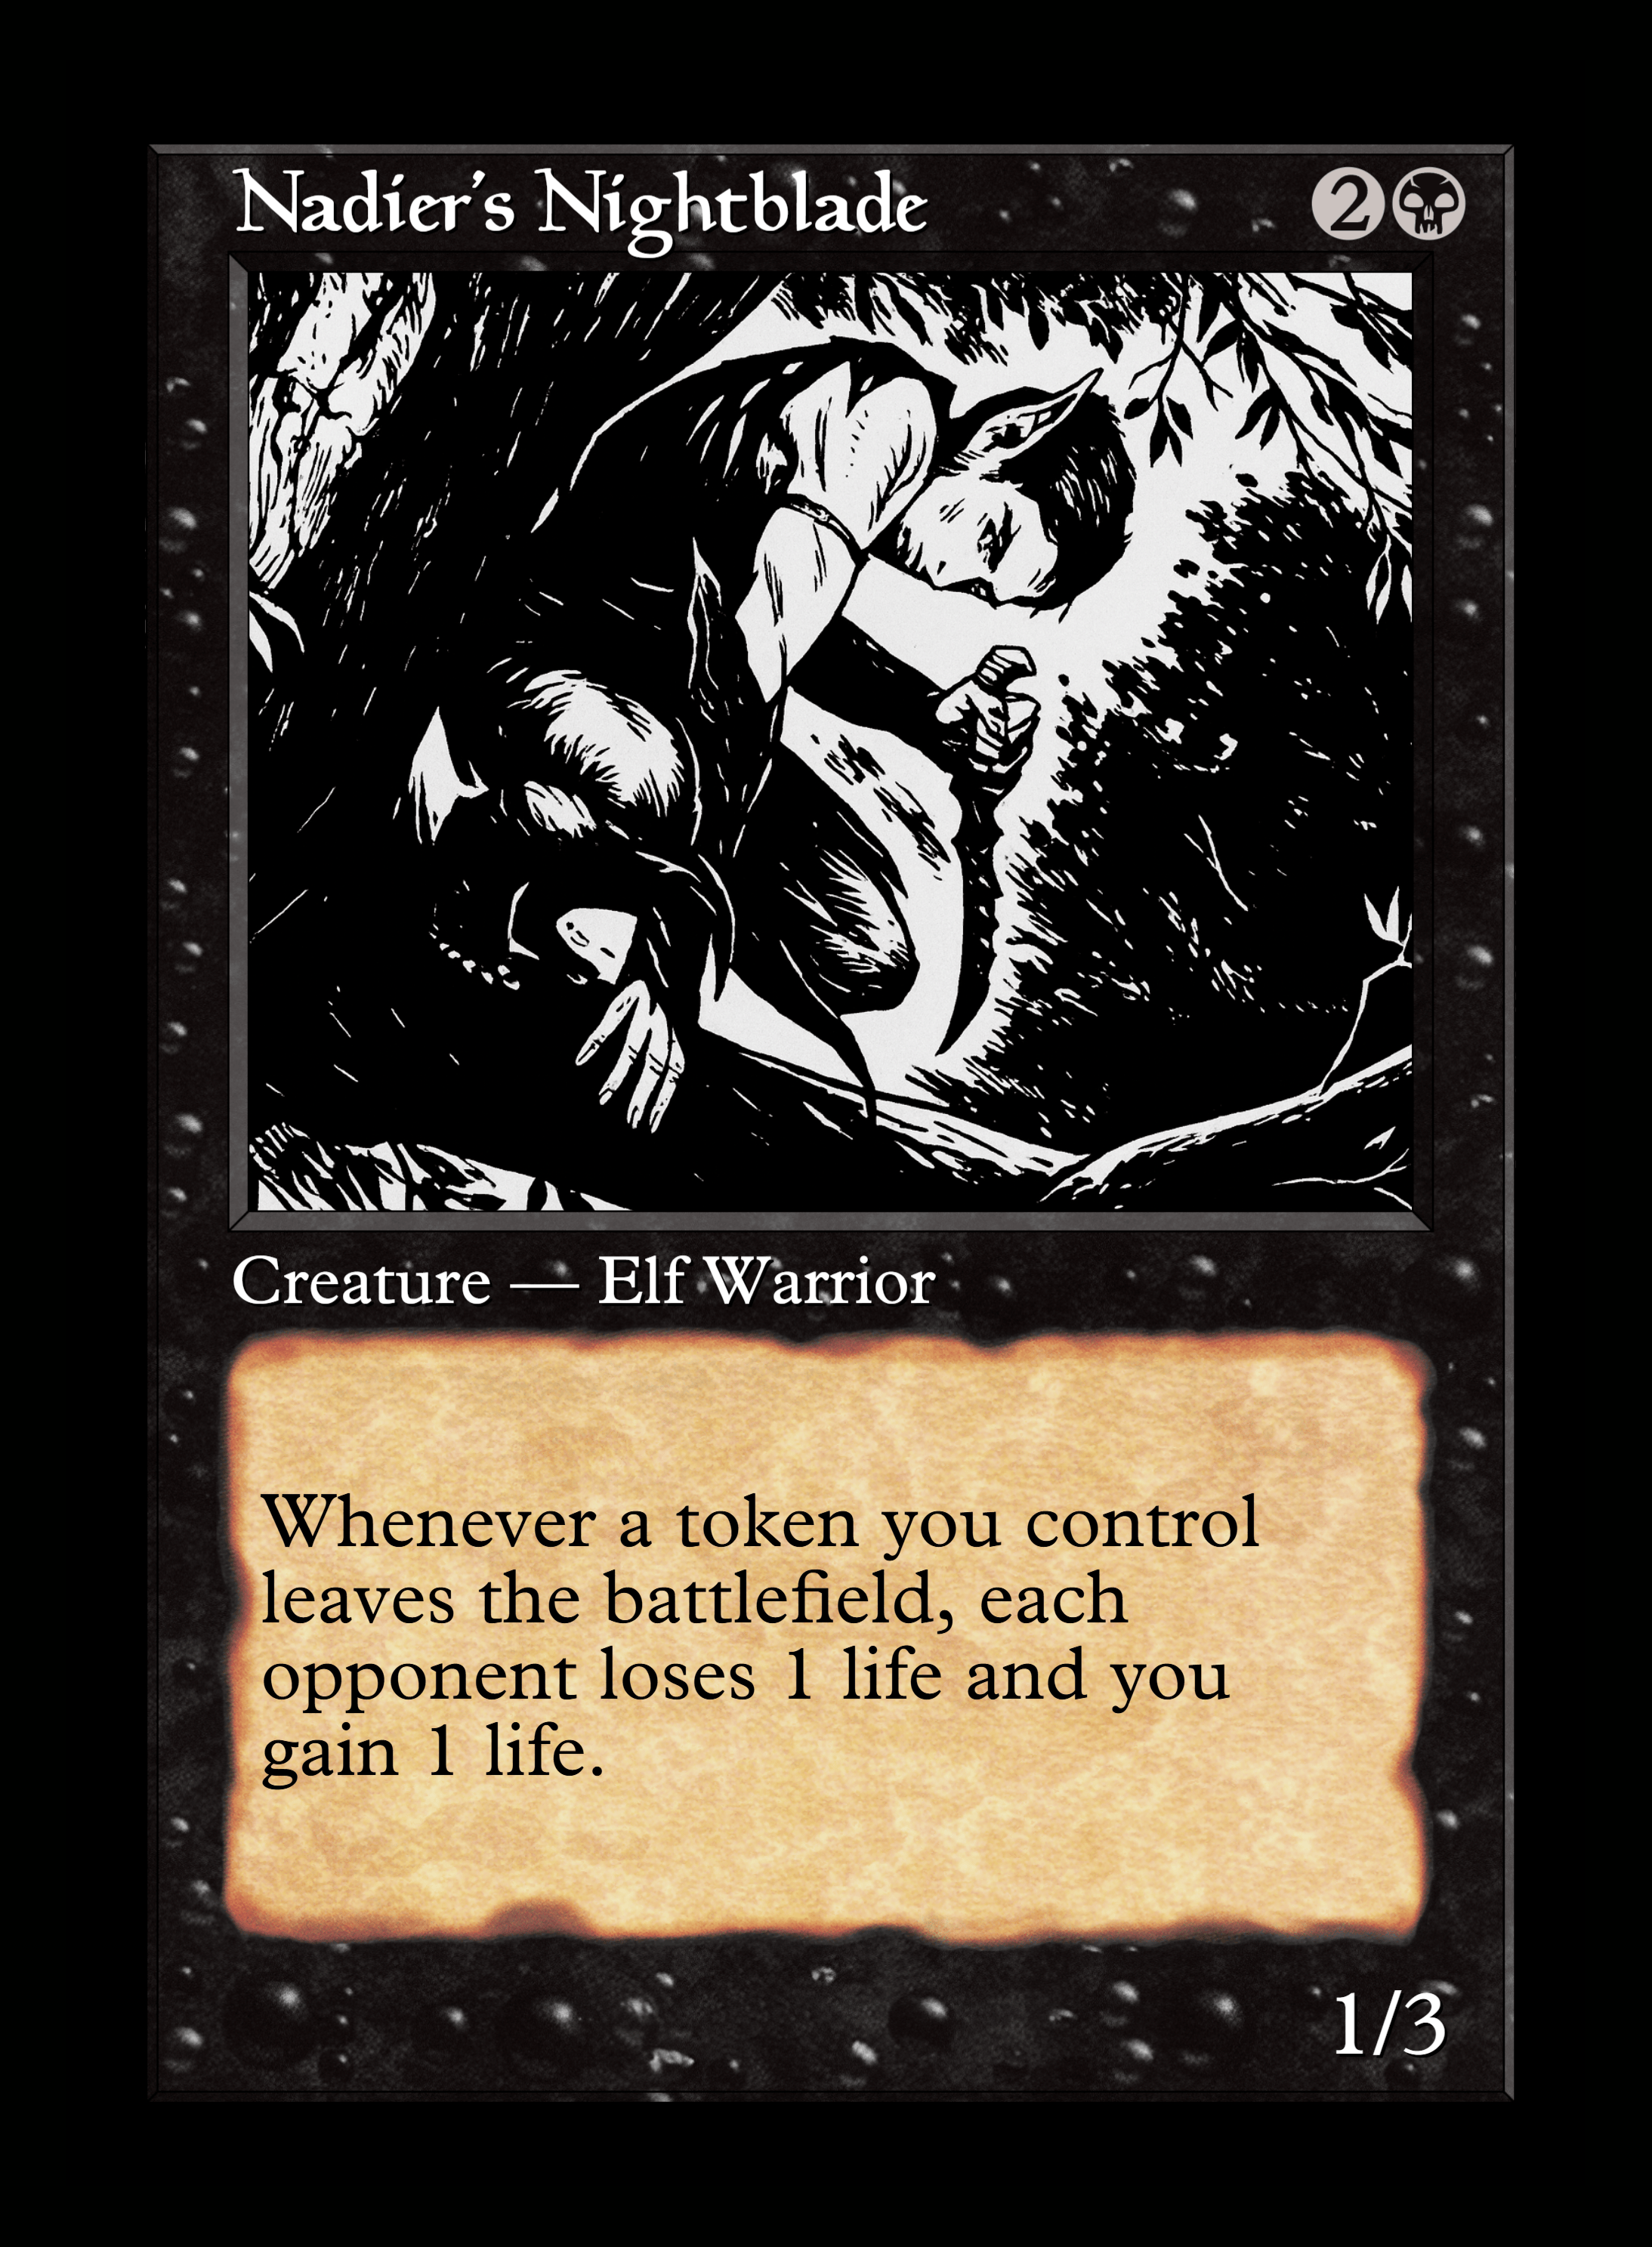 Nadier's Nightblade 2
Creature — Elf Warrior
Whenever a token you control
leaves the battlefield, each
opponent loses 1 life and you
gain 1 life.
1/3